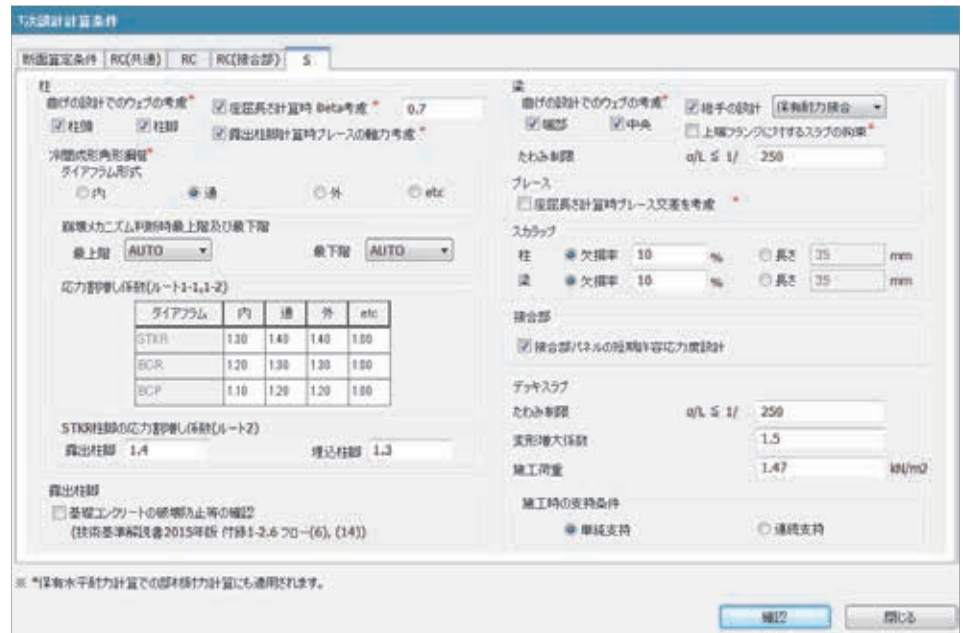 1次設計計算条件
断面算定条件 RC(共通) RC RC(接合部) S
柱
曲げの設計でのウェブの考慮*
柱頭 柱脚
座屈長さ計算時 Beta考慮 * 0.7
露出柱脚計算時ブレースの軸力考慮 *
冷間成形角形鋼管*
ダイアフラム形式
内 通 外 etc
崩壊メカニズム判断時最上階及び最下階
最上階 AUTO 最下階 AUTO
応力割増し係数(ルート1-1,1-2)
ダイアフラム 内 通 外 etc
STKR 1.30 1.40 1.40 1.00
BCR 1.20 1.30 1.30 1.00
BCP 1.10 1.20 1.20 1.00
STKR柱脚の応力割増し係数(ルート2)
露出柱脚 1.4 埋込柱脚 1.3
露出柱脚
基礎コンクリートの破壊防止等の確認
(技術基準解説書2015年版 付録1-2.6 フロー(6), (14))
梁
曲げの設計でのウェブの考慮*
端部 中央
継手の設計 保有耐力接合
上端フランジに対するスラブの拘束*
たわみ制限 σ/L ≦ 1/ 250
ブレース
座屈長さ計算時ブレース交差を考慮 *
スカラップ
柱 欠損率 10 % 長さ 35 mm
梁 欠損率 10 % 長さ 35 mm
接合部
接合部パネルの短期許容応力度設計
デッキスラブ
たわみ制限 σ/L ≦ 1/ 250
変形増大係数 1.5
施工荷重 1.47 kN/m2
施工時の支持条件
単純支持 連続支持
※ *保有水平耐力計算での部材耐力計算にも適用されます。
確認 閉じる